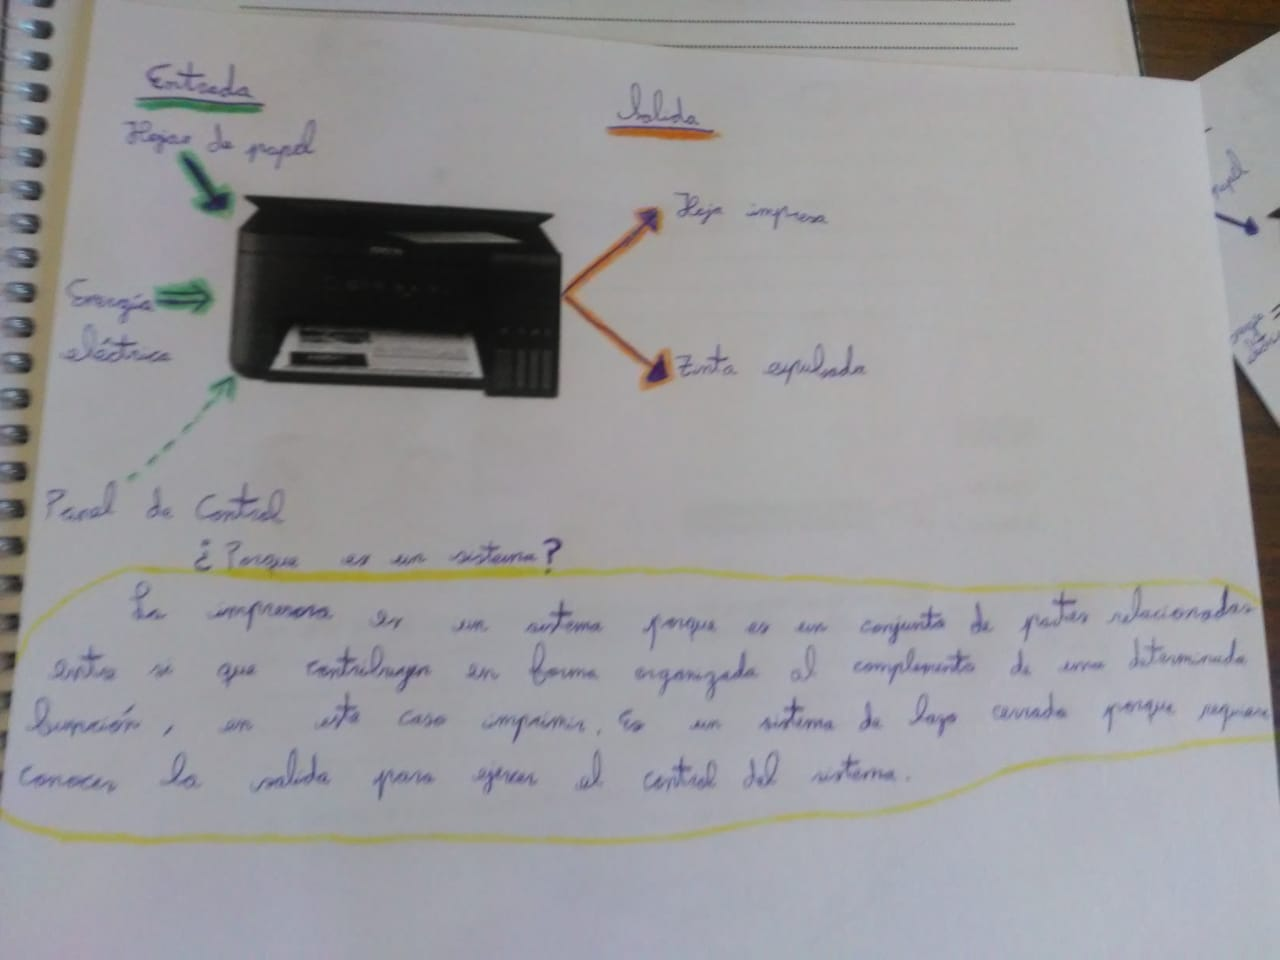 Entrada
Salida
Hojas de papel
Hoja impresa
Energía
eléctrica
Tinta expulsada
Panel de Control
¿Porque es un sistema?
La impresora es un sistema porque es un conjunto de partes relacionadas
entre si que contribuyen en forma organizada al complemento de una determinada
función, en este caso imprimir. Es un sistema de lazo cerrado porque requiere
conocer la salida para ejercer el control del sistema.